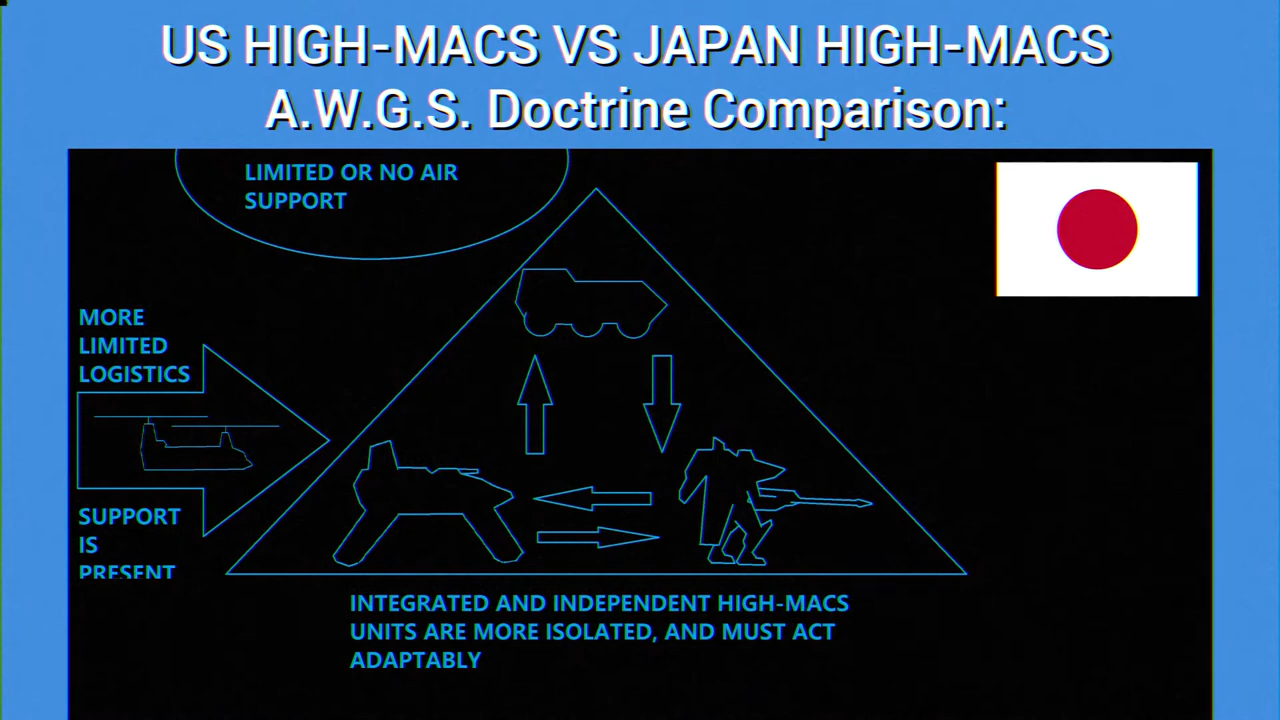 US HIGH-MACS VS JAPAN HIGH-MACS
A.W.G.S. Doctrine Comparison:
LIMITED OR NO AIR
SUPPORT
MORE
LIMITED
LOGISTICS
SUPPORT
IS
PRESENT
INTEGRATED AND INDEPENDENT HIGH-MACS
UNITS ARE MORE ISOLATED, AND MUST ACT
ADAPTABLY